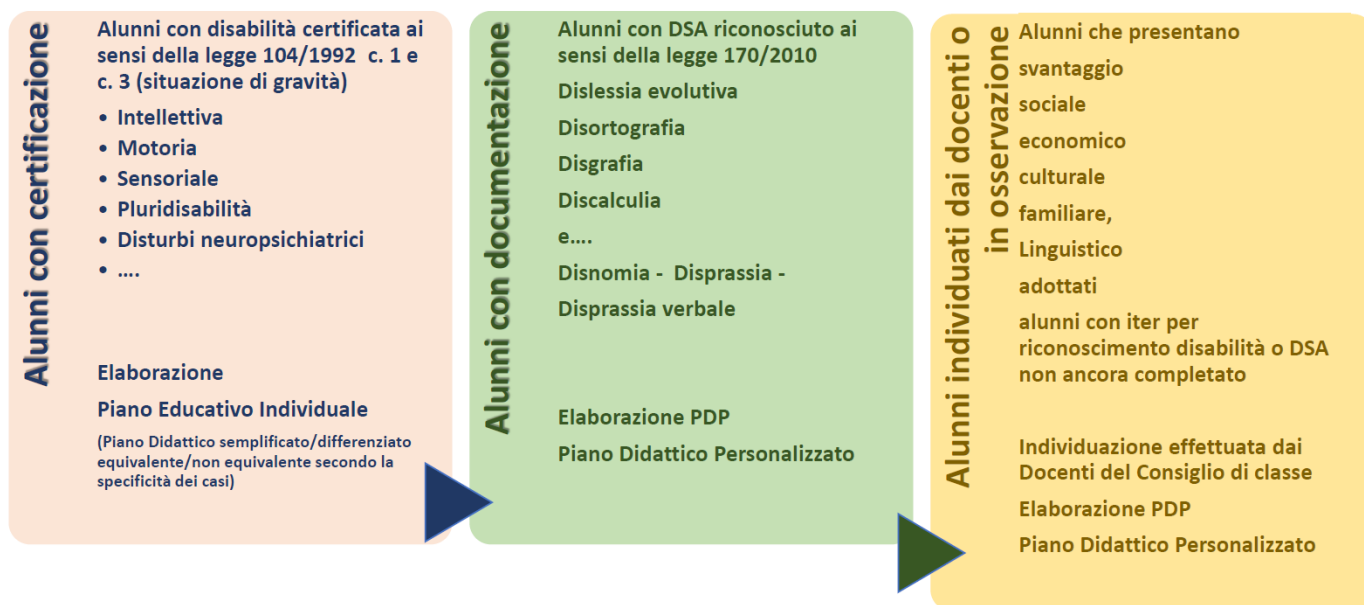 Alunni con certificazione
Alunni con disabilità certificata ai
sensi della legge 104/1992 c. 1 e
c. 3 (situazione di gravità)
• Intellettiva
• Motoria
• Sensoriale
• Pluridisabilità
• Disturbi neuropsichiatrici
• ....
Elaborazione
Piano Educativo Individuale
(Piano Didattico semplificato/differenziato
equivalente/non equivalente secondo la
specificità dei casi)
Alunni con documentazione
Alunni con DSA riconosciuto ai
sensi della legge 170/2010
Dislessia evolutiva
Disortografia
Disgrafia
Discalculia
e....
Disnomia - Disprassia -
Disprassia verbale
Elaborazione PDP
Piano Didattico Personalizzato
Alunni individuati dai docenti o
in osservazione
Alunni che presentano
svantaggio
sociale
economico
culturale
familiare,
Linguistico
adottati
alunni con iter per
riconoscimento disabilità o DSA
non ancora completato
Individuazione effettuata dai
Docenti del Consiglio di classe
Elaborazione PDP
Piano Didattico Personalizzato